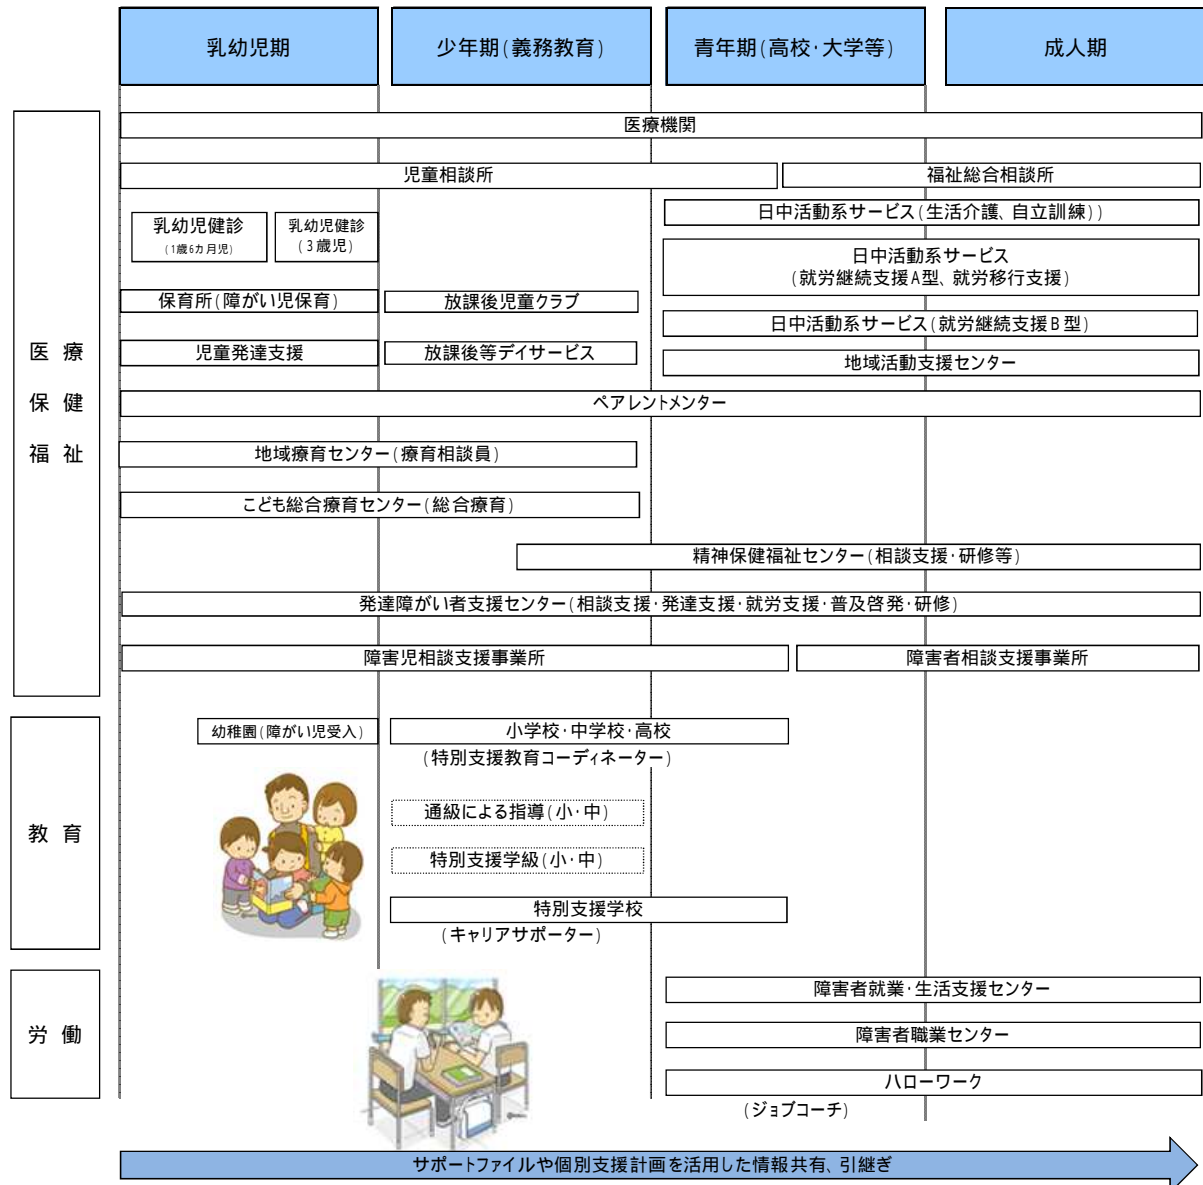 乳幼児期
少年期(義務教育)
青年期(高校･大学等)
成人期
医療
保健
福祉
医療機関
児童相談所
福祉総合相談所
乳幼児健診
(1歳6カ月児)
乳幼児健診
(3歳児)
日中活動系サービス(生活介護、自立訓練))
日中活動系サービス
(就労継続支援A型、就労移行支援)
保育所(障がい児保育)
放課後児童クラブ
日中活動系サービス(就労継続支援B型)
児童発達支援
放課後等デイサービス
地域活動支援センター
ペアレントメンター
地域療育センター(療育相談員)
こども総合療育センター(総合療育)
精神保健福祉センター(相談支援･研修等)
発達障がい者支援センター(相談支援･発達支援･就労支援･普及啓発･研修)
障害児相談支援事業所
障害者相談支援事業所
教育
幼稚園(障がい児受入)
小学校･中学校･高校
(特別支援教育コーディネーター)
通級による指導(小･中)
特別支援学級(小･中)
特別支援学校
(キャリアサポーター)
労働
障害者就業･生活支援センター
障害者職業センター
ハローワーク
(ジョブコーチ)
サポートファイルや個別支援計画を活用した情報共有、引継ぎ